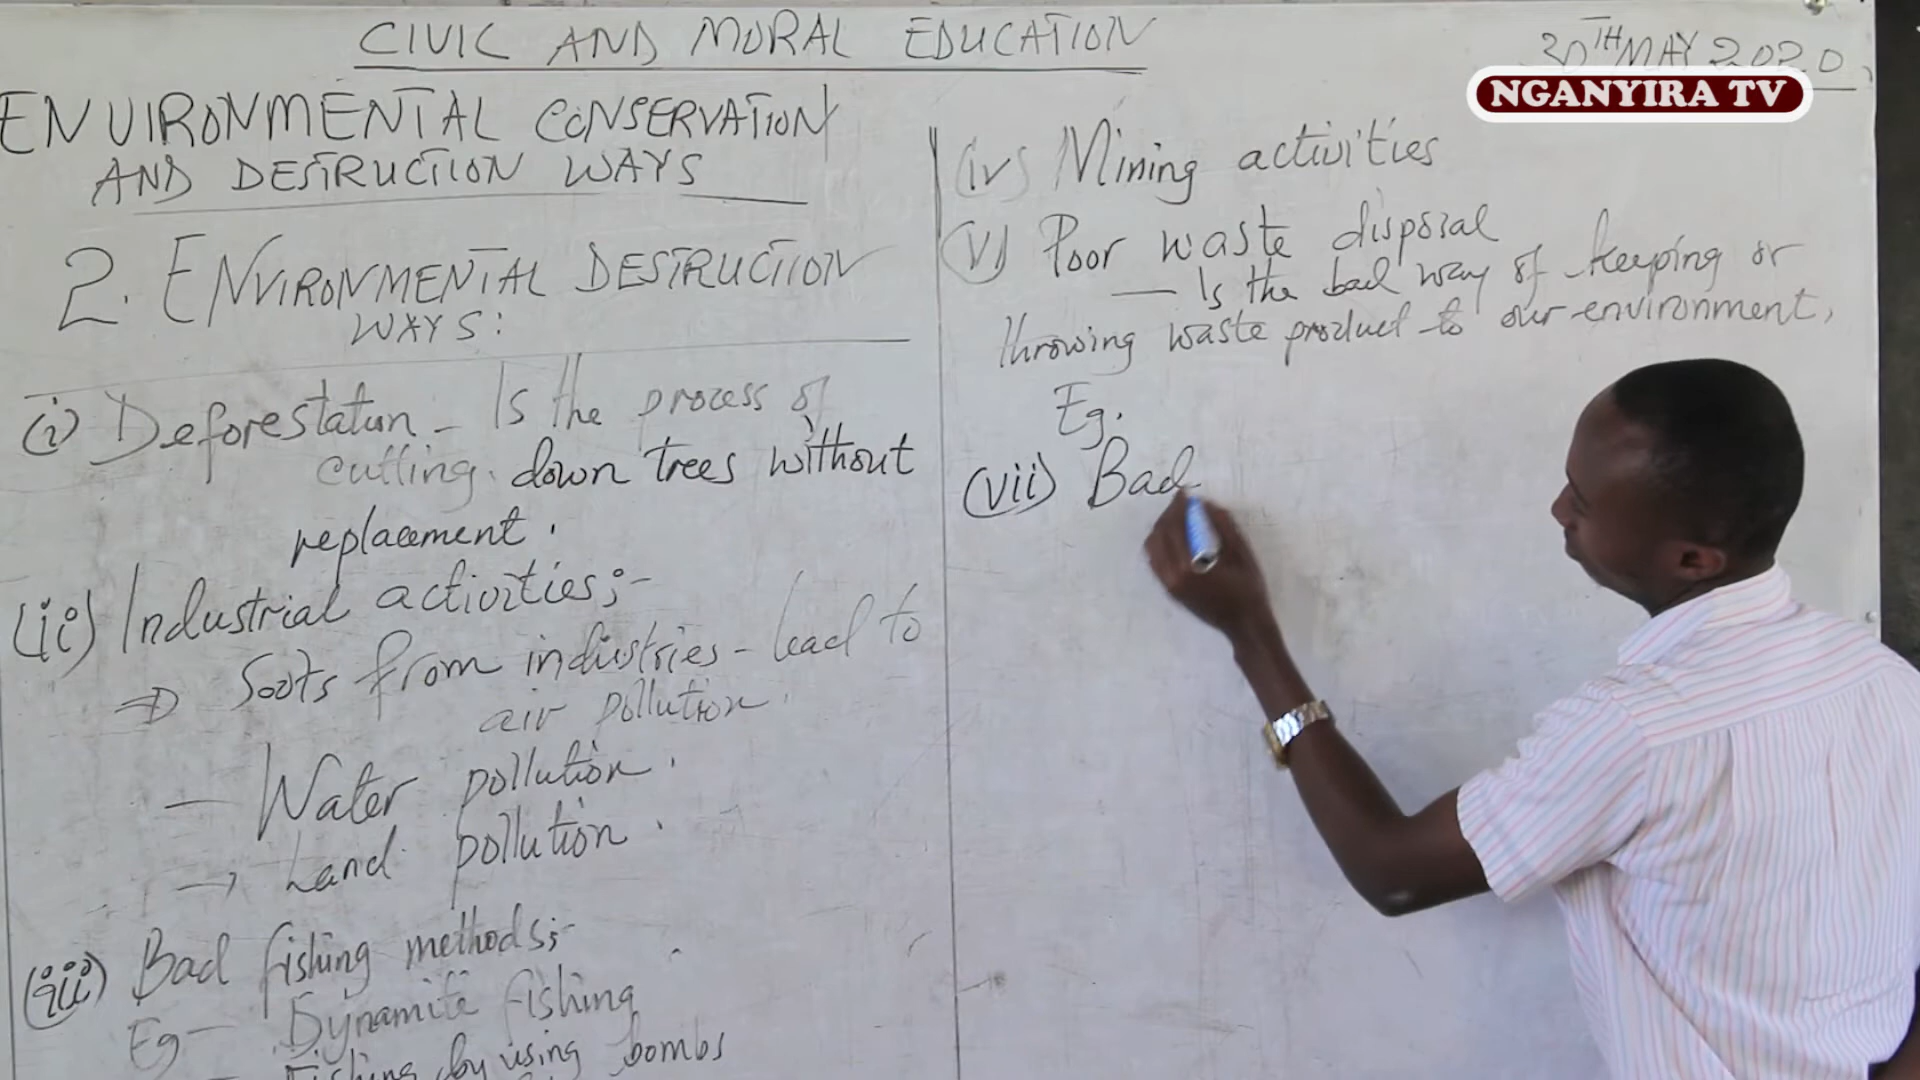 CIVIC AND MORAL EDUCATION
30TH MAY 2020
NGANYIRA TV
ENVIRONMENTAL CONSERVATION
AND DESTRUCTION WAYS
2. ENVIRONMENTAL DESTRUCTION
WAYS:
(i) Deforestation - Is the process of
cutting down trees without
replacement.
(ii) Industrial activities;-
⇒ Soots from industries - lead to
air pollution.
- Water pollution.
→ Land pollution.
(iii) Bad fishing methods;-
Eg - Dynamite fishing
- Fishing by using bombs
(iv) Mining activities
(v) Poor waste disposal
— Is the bad way of keeping or
throwing waste product to our environment,
Eg.
(vii) Bad